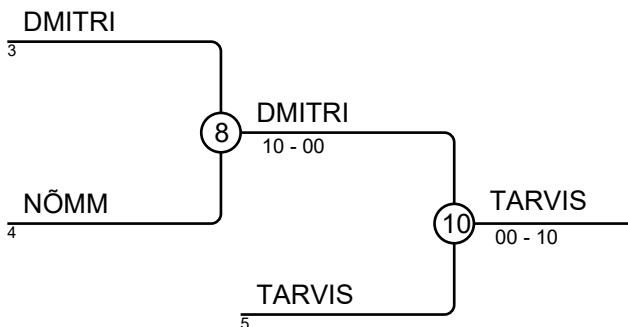 DMITRI
3
8
DMITRI
10 - 00
NÕMM
4
10
TARVIS
00 - 10
TARVIS
5